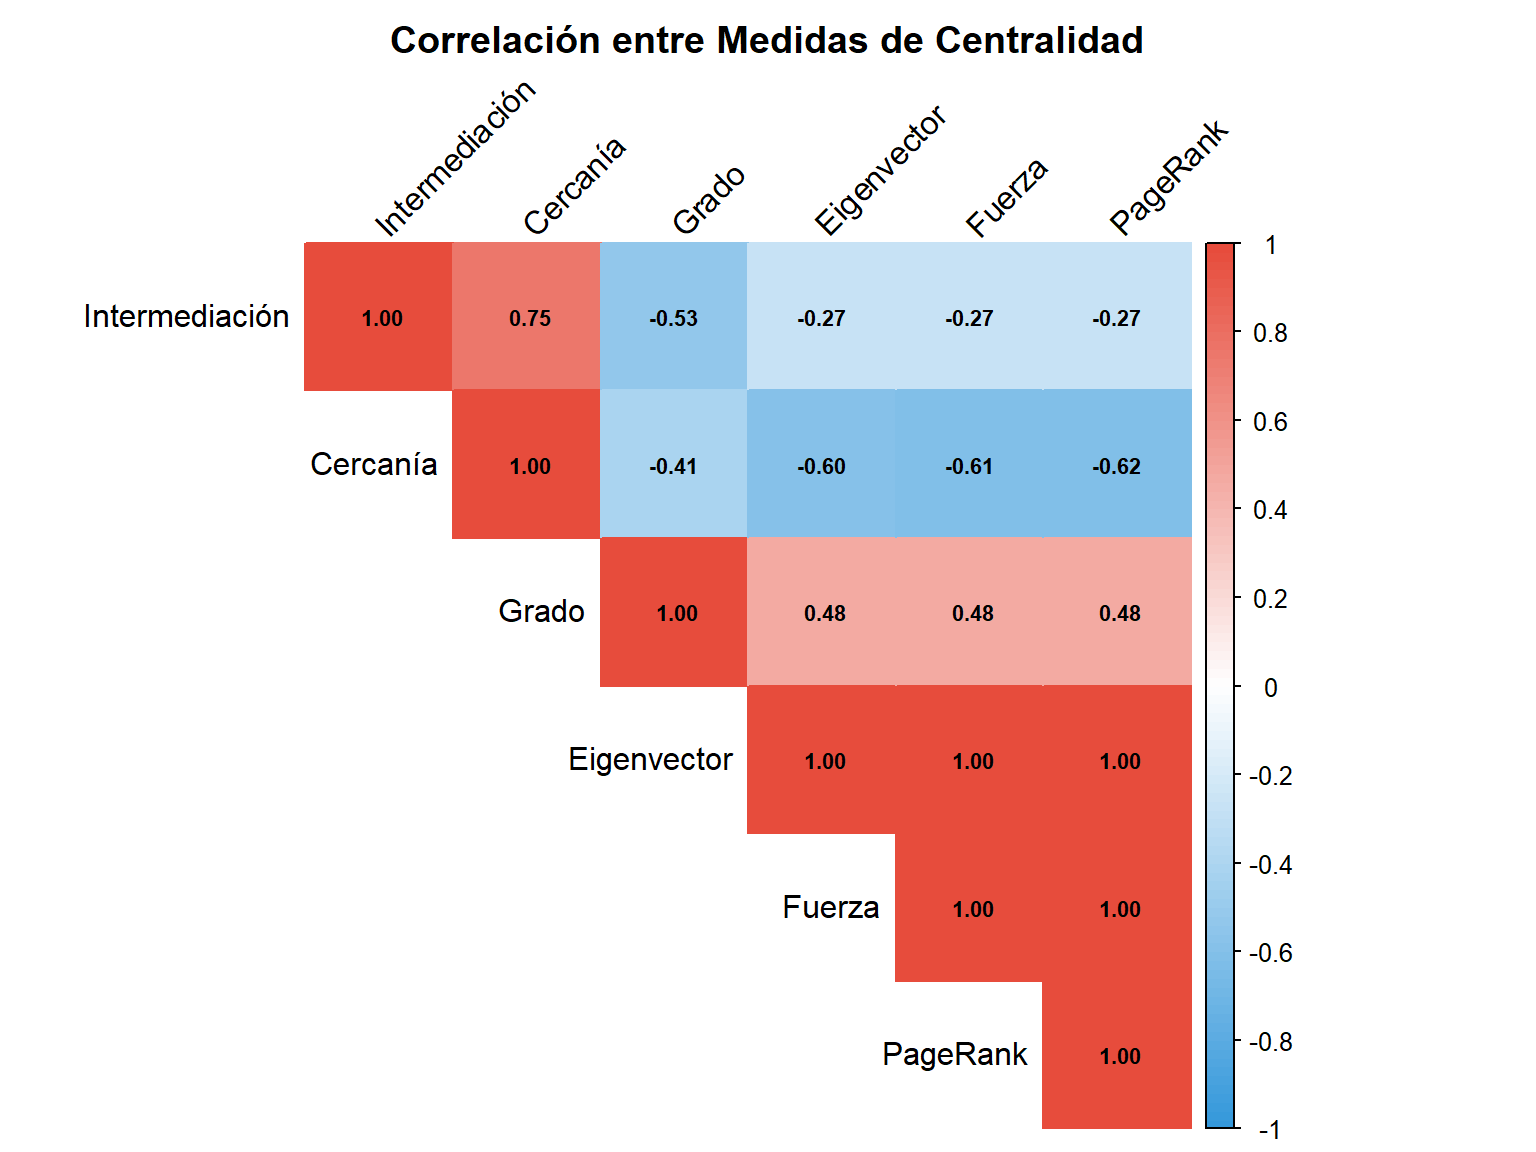 Correlación entre Medidas de Centralidad
Intermediación Cercanía Grado Eigenvector Fuerza PageRank
Intermediación 1.00 0.75 -0.53 -0.27 -0.27 -0.27
Cercanía 1.00 -0.41 -0.60 -0.61 -0.62
Grado 1.00 0.48 0.48 0.48
Eigenvector 1.00 1.00 1.00
Fuerza 1.00 1.00
PageRank 1.00
1
0.8
0.6
0.4
0.2
0
-0.2
-0.4
-0.6
-0.8
-1